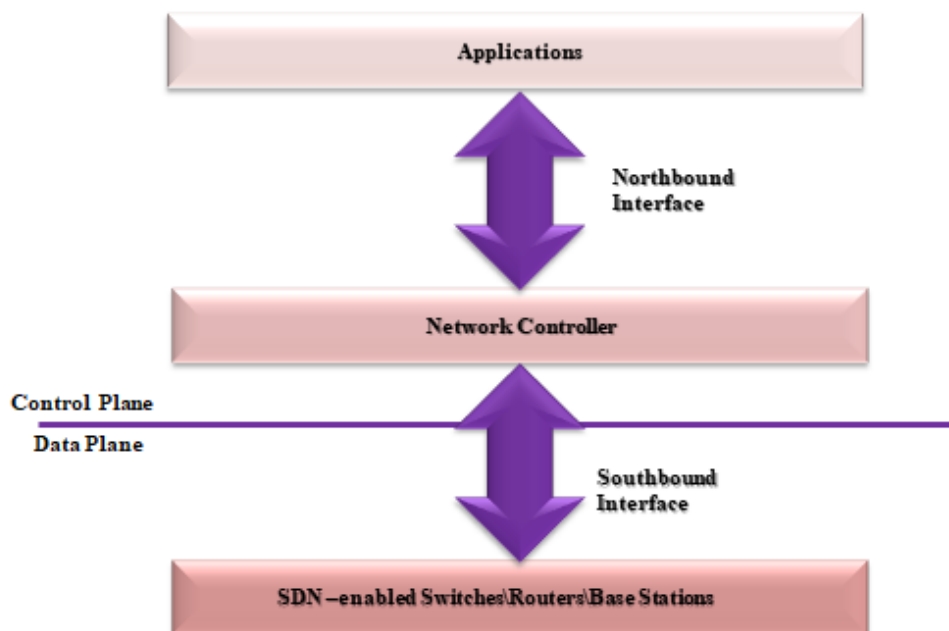 Applications
Northbound
Interface
Network Controller
Control Plane
Data Plane
Southbound
Interface
SDN –enabled Switches\Routers\Base Stations